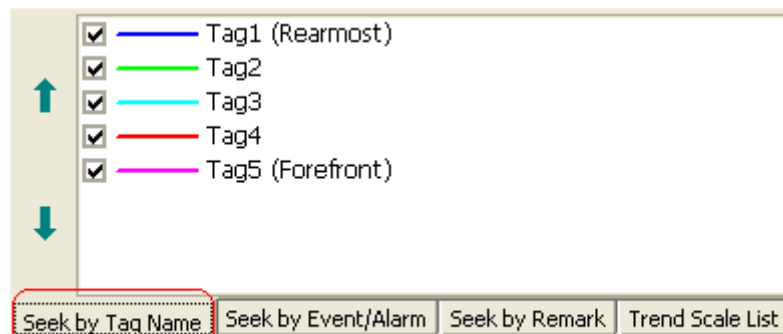 Tag1 (Rearmost)
Tag2
Tag3
Tag4
Tag5 (Forefront)
Seek by Tag Name Seek by Event/Alarm Seek by Remark Trend Scale List